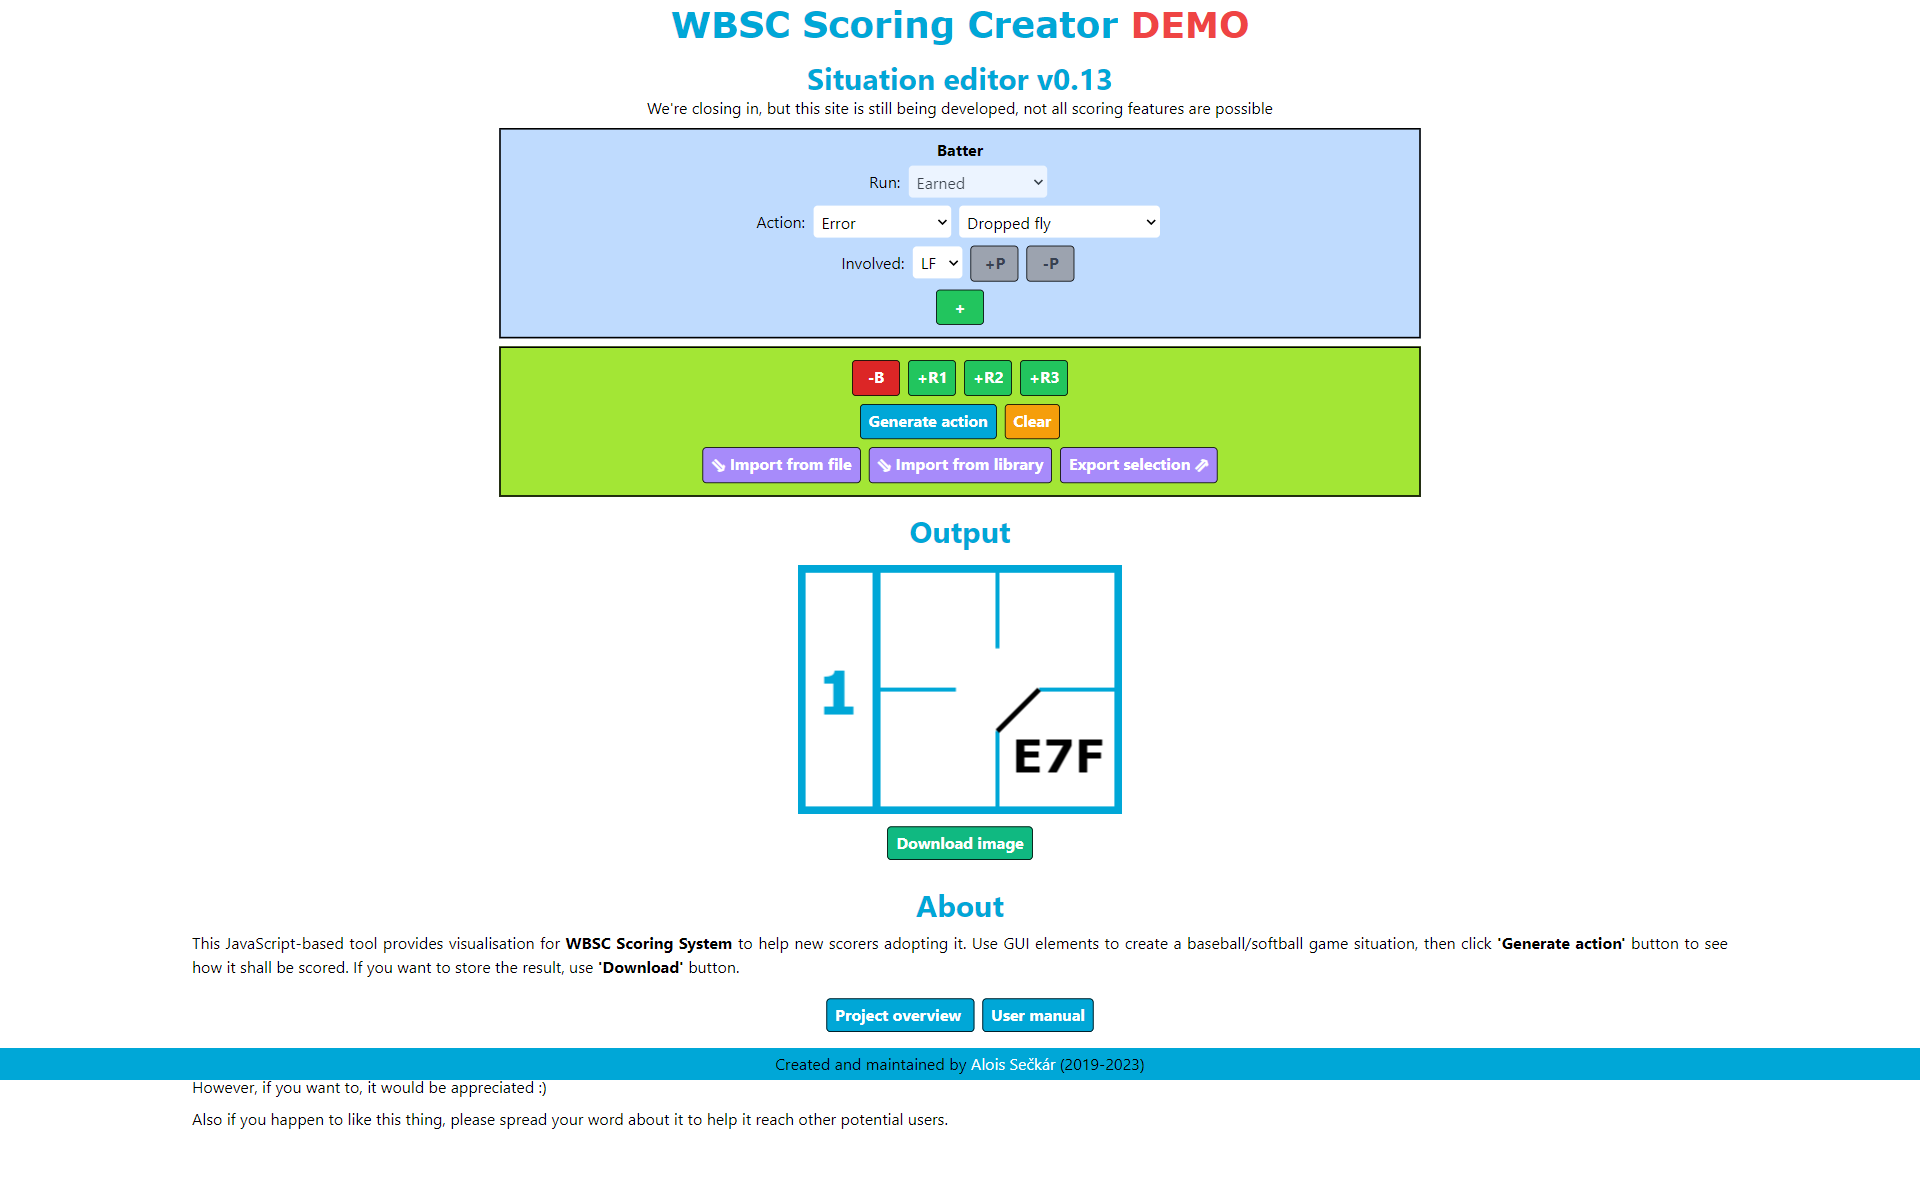 WBSC Scoring Creator DEMO
Situation editor v0.13
We're closing in, but this site is still being developed, not all scoring features are possible
Batter
Run: Earned
Action: Error Dropped fly
Involved: LF +P -P
+
-B +R1 +R2 +R3
Generate action Clear
⇘ Import from file ⇘ Import from library Export selection ⇗
Output
1
E7F
Download image
About
This JavaScript-based tool provides visualisation for WBSC Scoring System to help new scorers adopting it. Use GUI elements to create a baseball/softball game situation, then click 'Generate action' button to see
how it shall be scored. If you want to store the result, use 'Download' button.
Project overview User manual
Created and maintained by Alois Sečkár (2019-2023)
However, if you want to, it would be appreciated :)
Also if you happen to like this thing, please spread your word about it to help it reach other potential users.